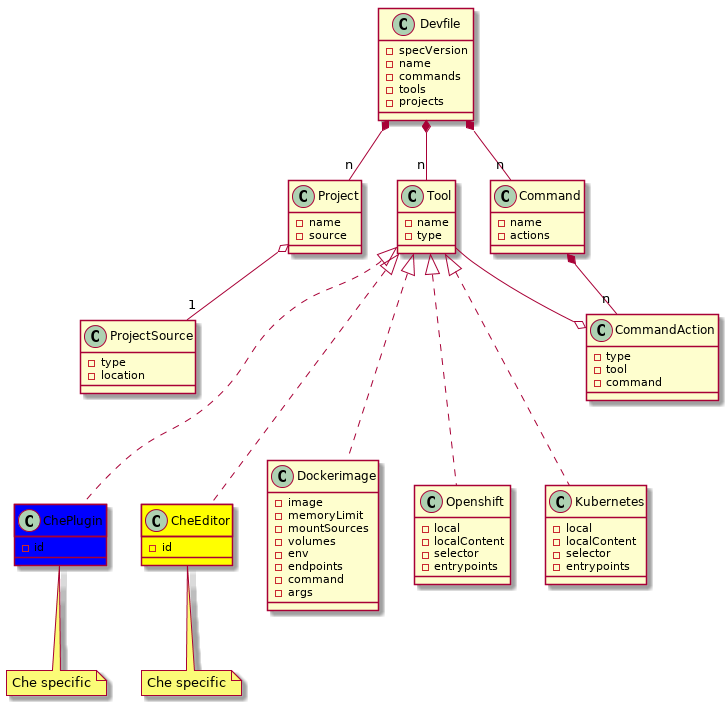 C Devfile
specVersion
name
commands
tools
projects
n
n
n
C Project
name
source
C Tool
name
type
C Command
name
actions
1
n
C ProjectSource
type
location
C CommandAction
type
tool
command
C ChePlugin
id
C CheEditor
id
C Dockerimage
image
memoryLimit
mountSources
volumes
env
endpoints
command
args
C Openshift
local
localContent
selector
entrypoints
C Kubernetes
local
localContent
selector
entrypoints
Che specific
Che specific